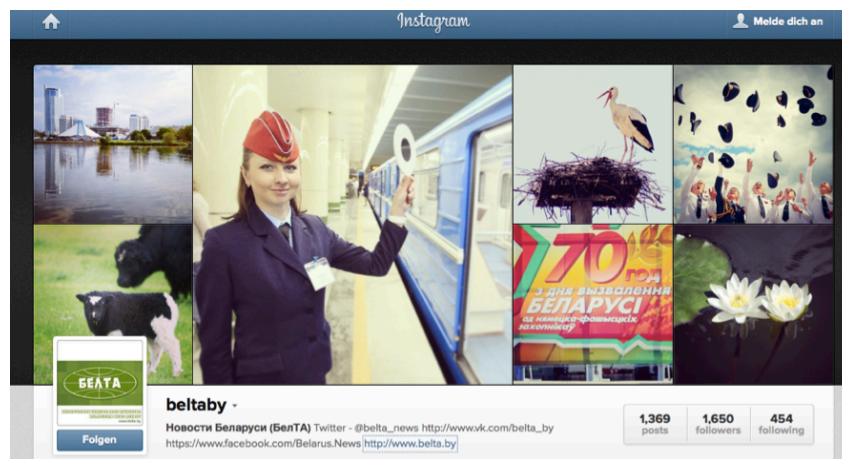 Instagram
Melde dich an
70 год
з дня вызвалення
БЕЛАРУСІ
ад нямецка-фашысцкіх
захопнікаў
БЕЛТА
Folgen
beltaby
Новости Беларуси (БелТА) Twitter - @belta_news http://www.vk.com/belta_by
https://www.facebook.com/Belarus.News http://www.belta.by
1,369
posts
1,650
followers
454
following